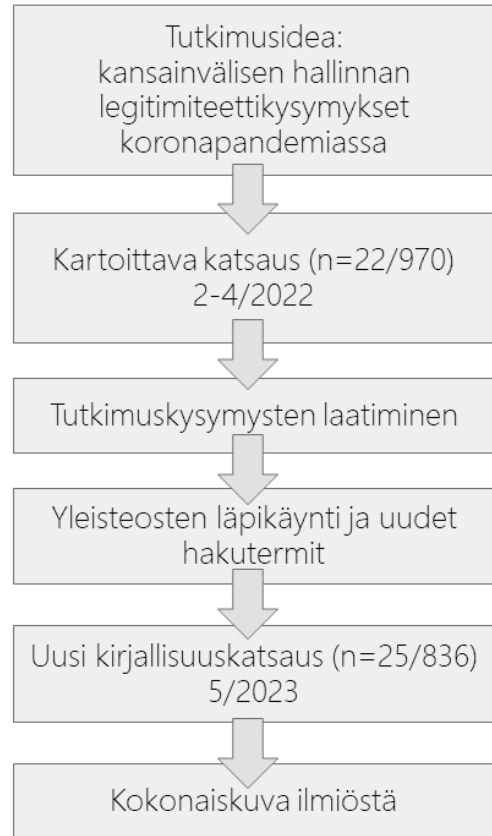 Tutkimusidea:
kansainvälisen hallinnan
legitimiteettikysymykset
koronapandemiassa
Kartoittava katsaus (n=22/970)
2-4/2022
Tutkimuskysymysten laatiminen
Yleisteosten läpikäynti ja uudet
hakutermit
Uusi kirjallisuuskatsaus (n=25/836)
5/2023
Kokonaiskuva ilmiöstä